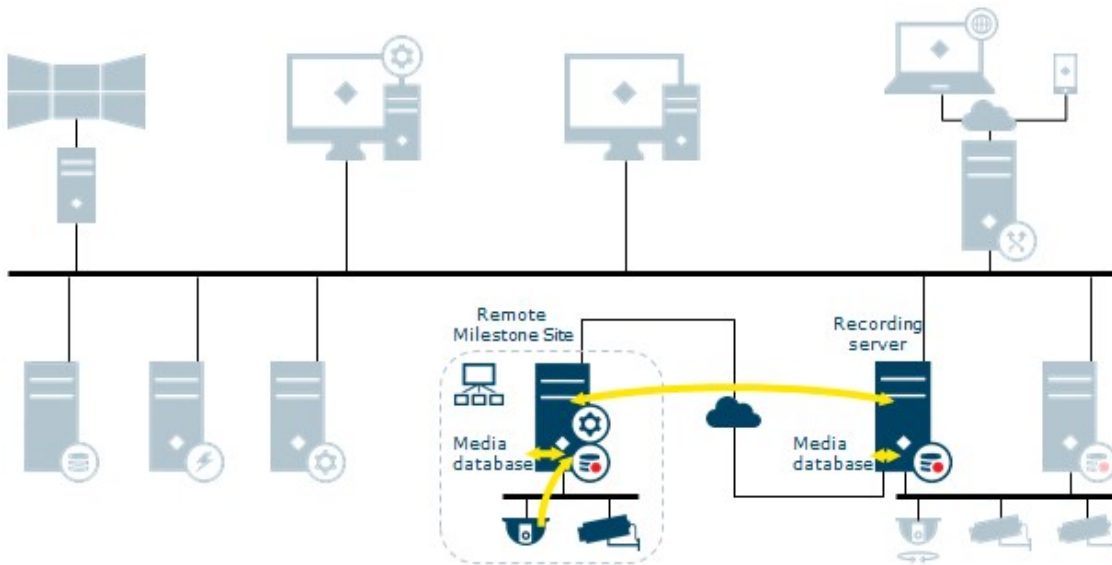 Remote
Milestone Site
Recording
server
Media
database
Media
database